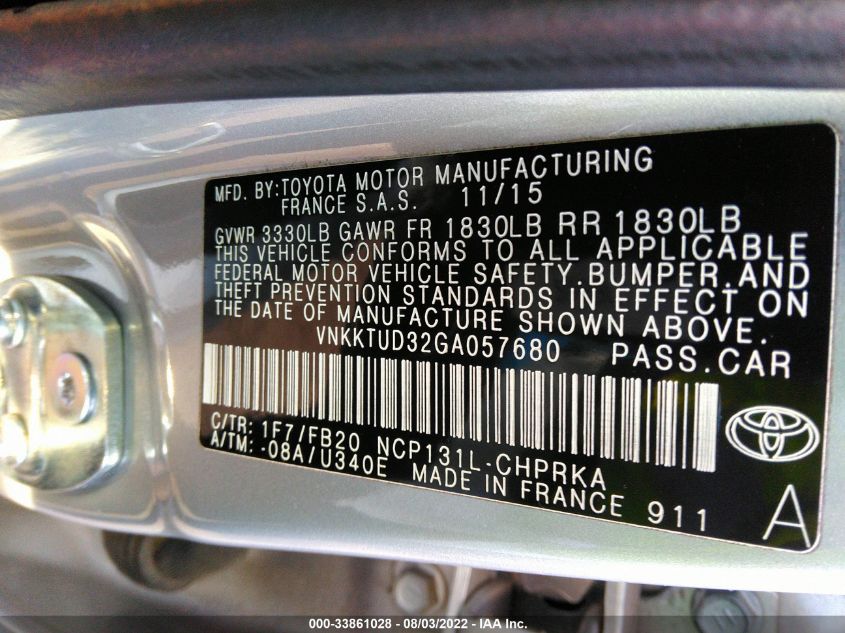 MFD. BY:TOYOTA MOTOR MANUFACTURING
FRANCE S.A.S. 11/15
GVWR 3330LB GAWR FR 1830LB RR 1830LB
THIS VEHICLE CONFORMS TO ALL APPLICABLE
FEDERAL MOTOR VEHICLE SAFETY.BUMPER.AND
THEFT PREVENTION STANDARDS IN EFFECT ON
THE DATE OF MANUFACTURE SHOWN ABOVE.
VNKKTUD32GA057680 PASS.CAR
C/TR: 1F7/FB20 NCP131L-CHPRKA
A/TM: -08A/U340E MADE IN FRANCE 911
A
000-33861028 - 08/03/2022 - IAA Inc.